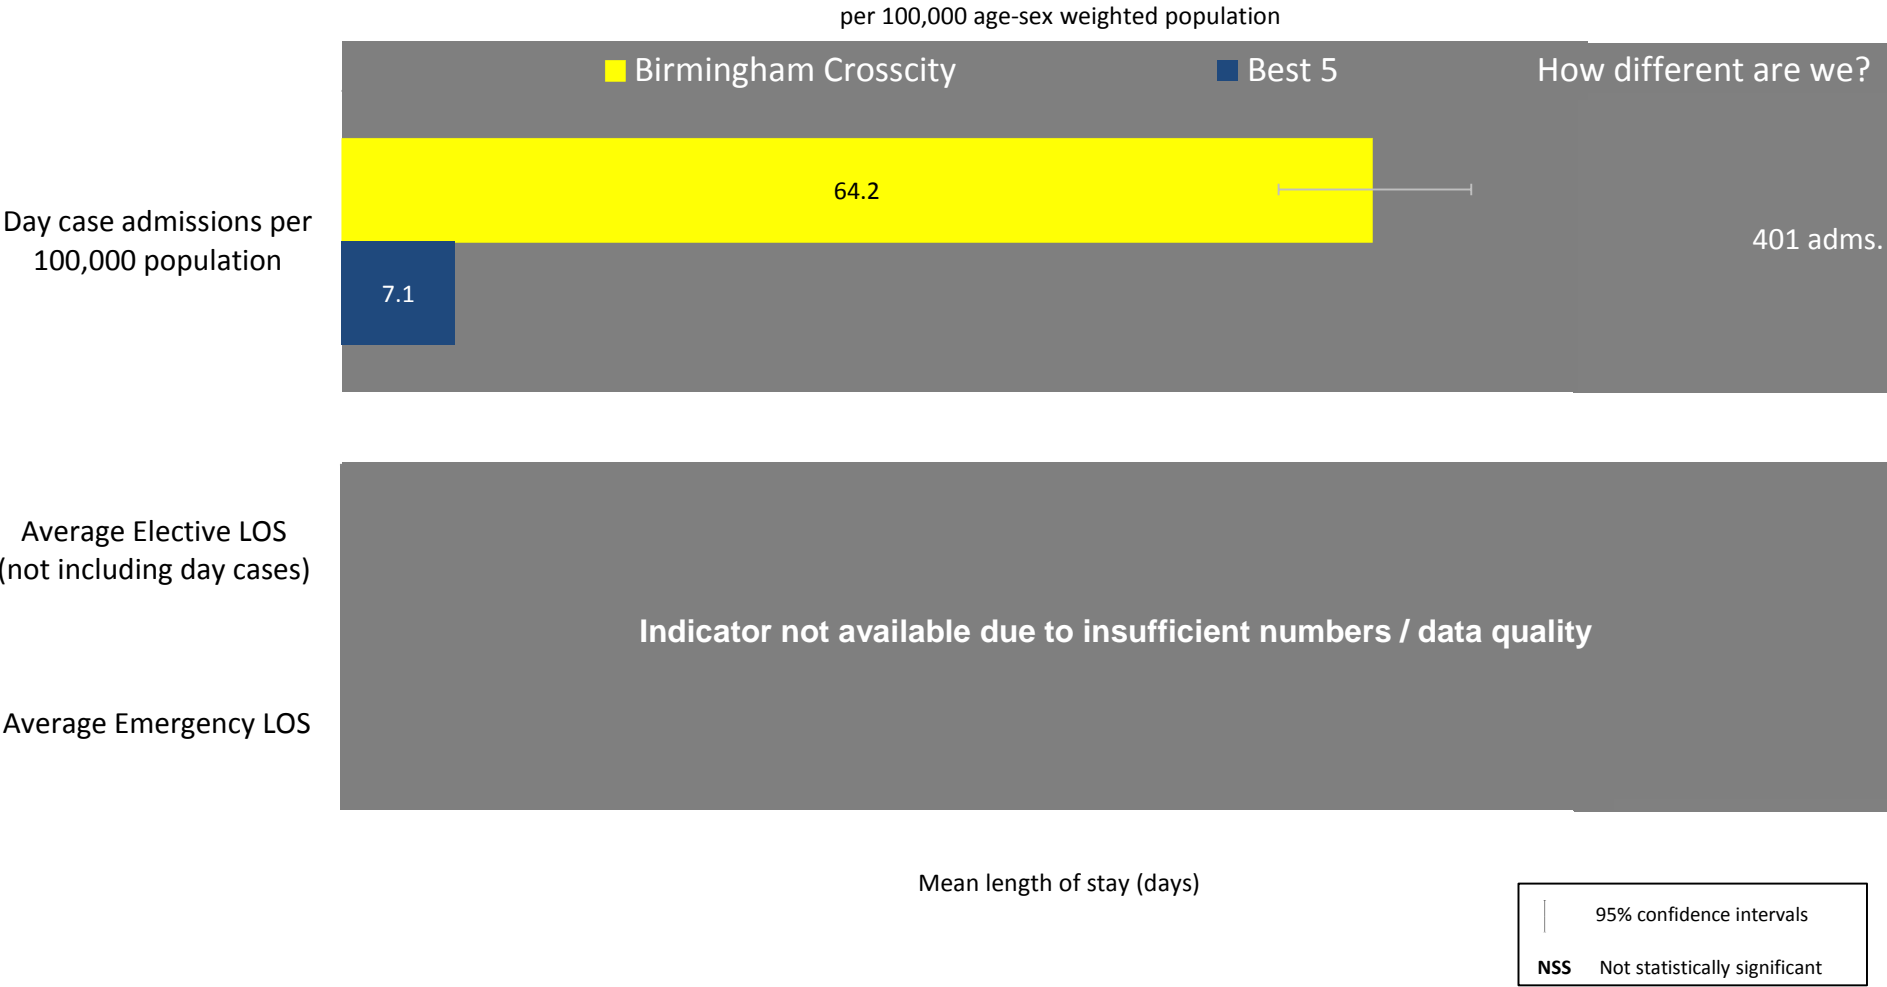 per 100,000 age-sex weighted population
Birmingham Crosscity
Best 5
How different are we?
Day case admissions per
100,000 population
64.2
7.1
401 adms.
Average Elective LOS
(not including day cases)
Indicator not available due to insufficient numbers / data quality
Average Emergency LOS
Mean length of stay (days)
95% confidence intervals
NSS Not statistically significant